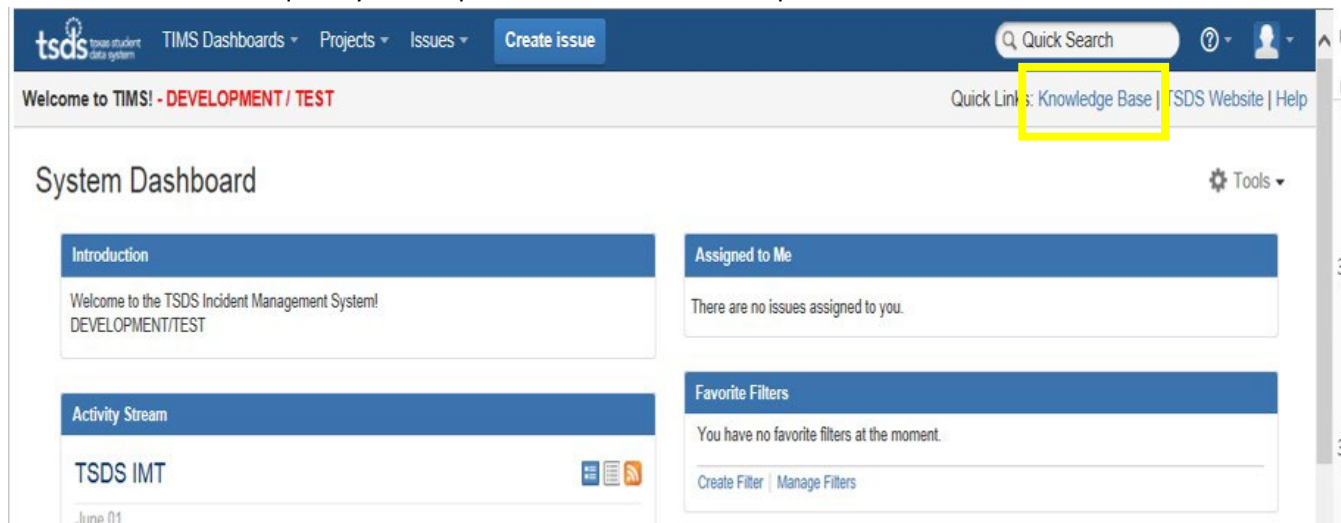 tsds texas student data system TIMS Dashboards Projects Issues Create issue Quick Search
Welcome to TIMS! - DEVELOPMENT / TEST Quick Links: Knowledge Base | TSDS Website | Help
System Dashboard Tools
Introduction
Welcome to the TSDS Incident Management System!
DEVELOPMENT/TEST
Assigned to Me
There are no issues assigned to you.
Activity Stream
TSDS IMT
June 01
Favorite Filters
You have no favorite filters at the moment.
Create Filter | Manage Filters